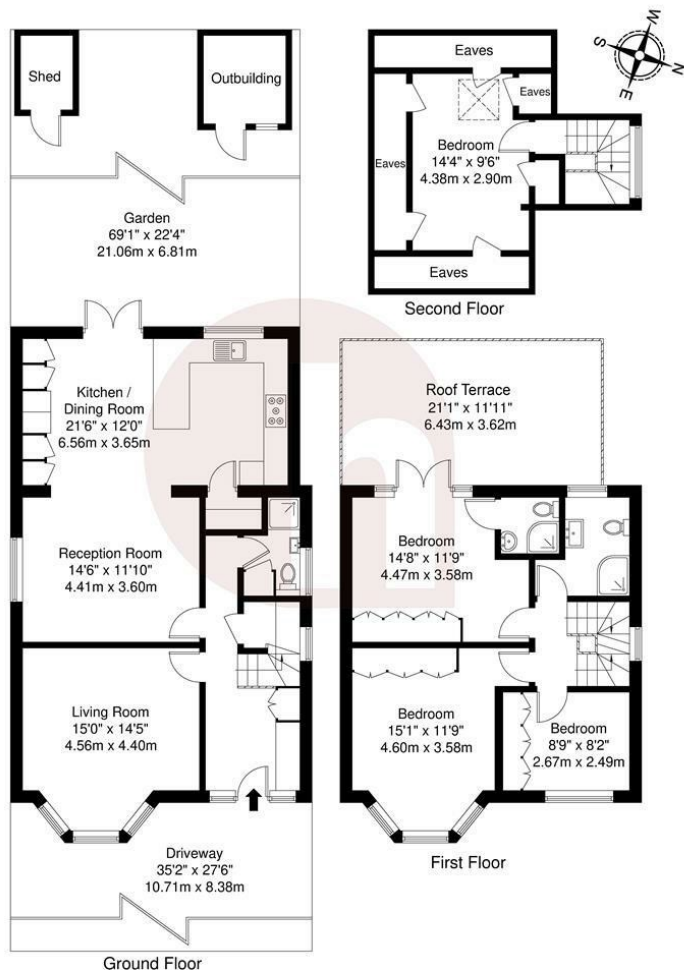 Shed
Outbuilding
Garden
69'1" x 22'4"
21.06m x 6.81m
Kitchen /
Dining Room
21'6" x 12'0"
6.56m x 3.65m
Reception Room
14'6" x 11'10"
4.41m x 3.60m
Living Room
15'0" x 14'5"
4.56m x 4.40m
Driveway
35'2" x 27'6"
10.71m x 8.38m
Ground Floor
Eaves
Eaves
Eaves
Bedroom
14'4" x 9'6"
4.38m x 2.90m
Eaves
Second Floor
W
S
N
E
Roof Terrace
21'1" x 11'11"
6.43m x 3.62m
Bedroom
14'8" x 11'9"
4.47m x 3.58m
Bedroom
15'1" x 11'9"
4.60m x 3.58m
Bedroom
8'9" x 8'2"
2.67m x 2.49m
First Floor